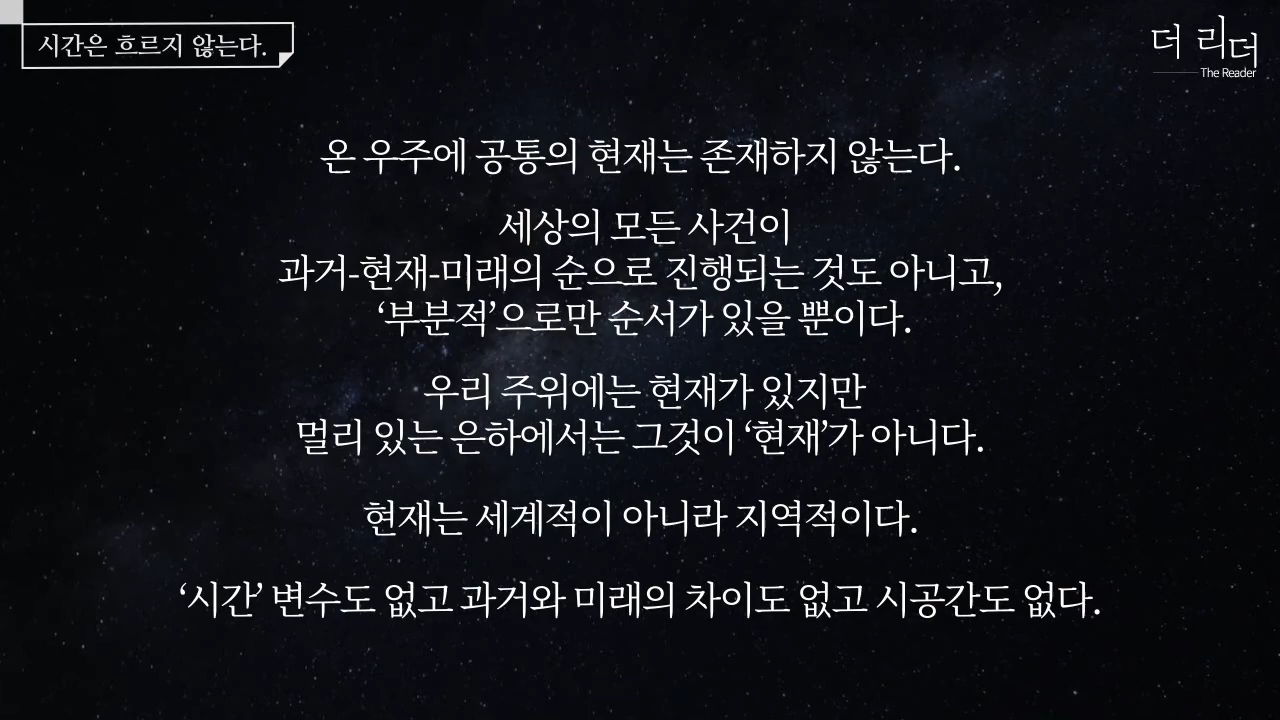 시간은 흐르지 않는다.
더 리더
The Reader
온 우주에 공통의 현재는 존재하지 않는다.
세상의 모든 사건이
과거-현재-미래의 순으로 진행되는 것도 아니고,
‘부분적’으로만 순서가 있을 뿐이다.
우리 주위에는 현재가 있지만
멀리 있는 은하에서는 그것이 ‘현재’가 아니다.
현재는 세계적이 아니라 지역적이다.
‘시간’ 변수도 없고 과거와 미래의 차이도 없고 시공간도 없다.